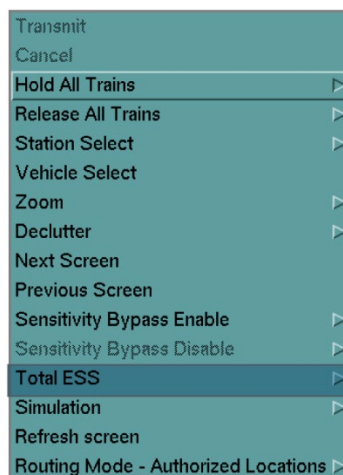 Transmit
Cancel
Hold All Trains
Release All Trains
Station Select
Vehicle Select
Zoom
Declutter
Next Screen
Previous Screen
Sensitivity Bypass Enable
Sensitivity Bypass Disable
Total ESS
Simulation
Refresh screen
Routing Mode - Authorized Locations